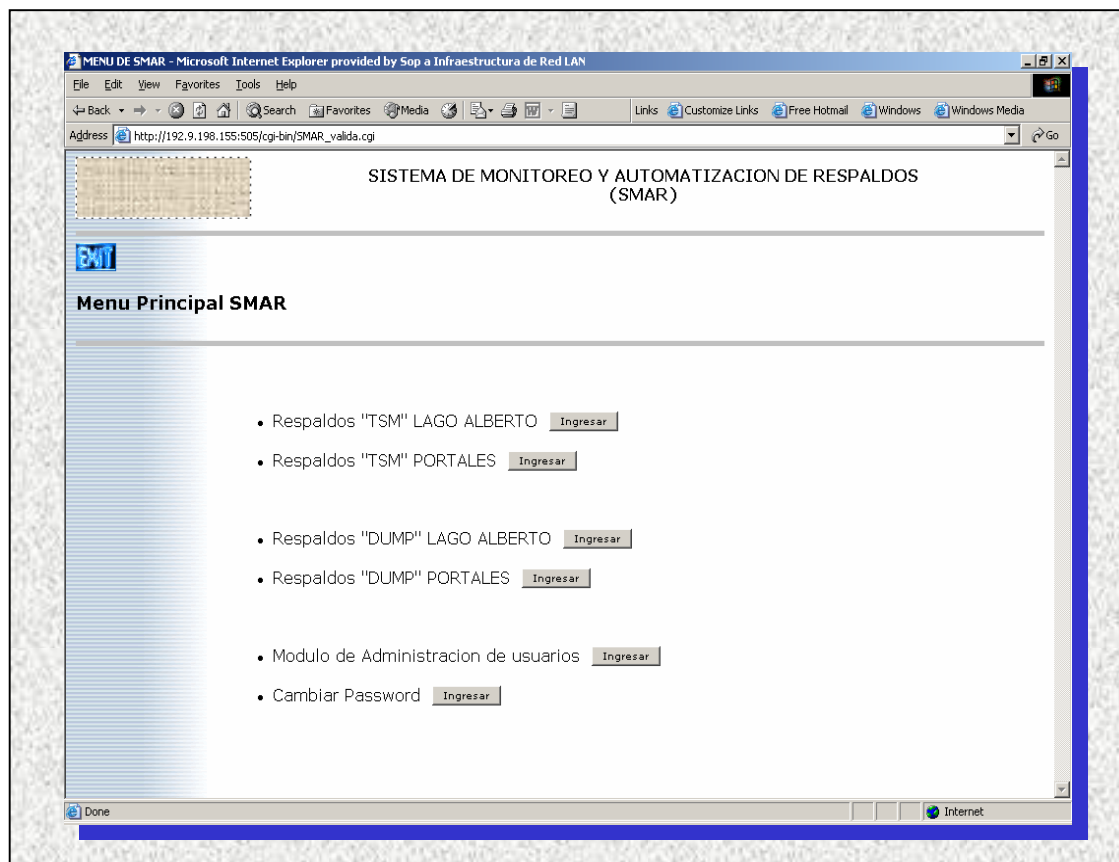 MENU DE SMAR - Microsoft Internet Explorer provided by Sop a Infraestructura de Red LAN
File Edit View Favorites Tools Help
Back Search Favorites Media Links Customize Links Free Hotmail Windows Windows Media
Address http://192.9.198.155:505/cgi-bin/SMAR_valida.cgi Go
SISTEMA DE MONITOREO Y AUTOMATIZACION DE RESPALDOS
(SMAR)
EXIT
Menu Principal SMAR
• Respaldos "TSM" LAGO ALBERTO Ingresar
• Respaldos "TSM" PORTALES Ingresar
• Respaldos "DUMP" LAGO ALBERTO Ingresar
• Respaldos "DUMP" PORTALES Ingresar
• Modulo de Administracion de usuarios Ingresar
• Cambiar Password Ingresar
Done Internet